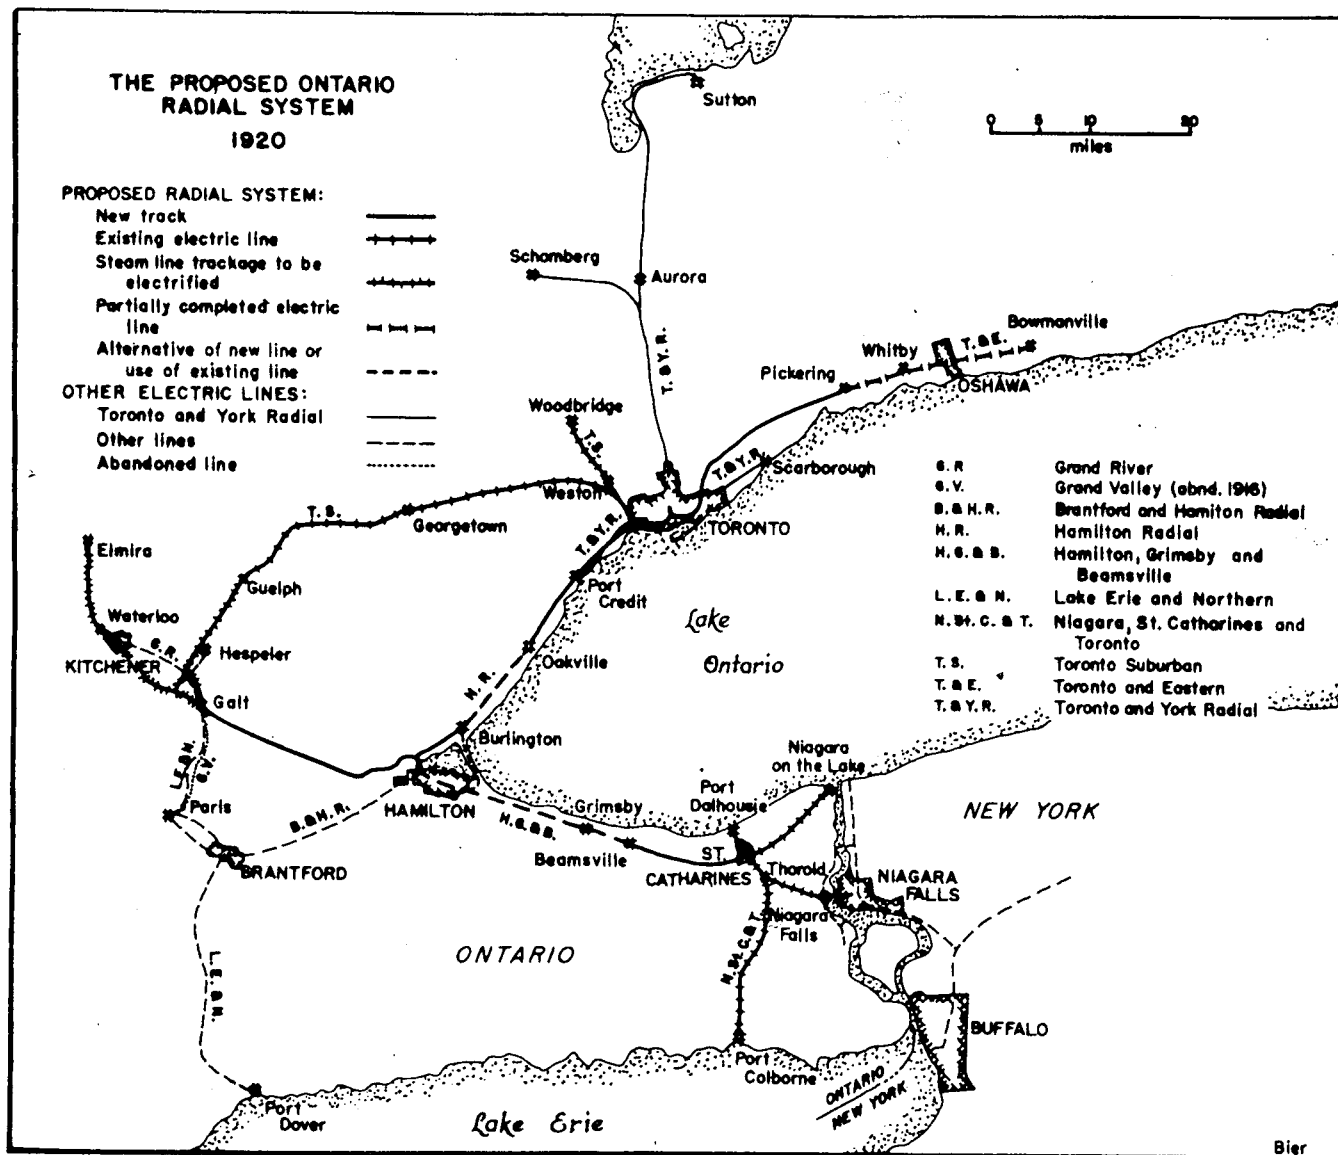 THE PROPOSED ONTARIO
RADIAL SYSTEM
1920
PROPOSED RADIAL SYSTEM:
New track
Existing electric line
Steam line trackage to be
electrified
Partially completed electric
line
Alternative of new line or
use of existing line
OTHER ELECTRIC LINES:
Toronto and York Radial
Other lines
Abandoned line
0 5 10 20
miles
Sutton
Schomberg
Aurora
T. & Y. R.
Bowmanville
T. & E.
Whitby
Pickering
OSHAWA
Woodbridge
T. S.
Weston
T. & Y. R.
Scarborough
TORONTO
T. S.
Georgetown
T. & Y. R.
Elmira
Guelph
Port
Credit
Waterloo
G. R.
KITCHENER
Hespeler
Galt
Oakville
H. R.
Burlington
Lake
Ontario
G. R. Grand River
G. V. Grand Valley (abnd. 1916)
B. & H. R. Brantford and Hamiton Radial
H. R. Hamilton Radial
H. G. & B. Hamilton, Grimsby and
Beamsville
L. E. & N. Lake Erie and Northern
N. St. C. & T. Niagara, St. Catharines and
Toronto
T. S. Toronto Suburban
T. & E. Toronto and Eastern
T. & Y. R. Toronto and York Radial
L. E. & N.
G. V.
Paris
B. & H. R.
HAMILTON
BRANTFORD
H. G. & B.
Grimsby
Beamsville
Niagara
on the Lake
Port
Dalhousie
ST.
CATHARINES
Thorold
NIAGARA
FALLS
Niagara
Falls
NEW YORK
ONTARIO
N. St. C. & T.
L. E. & N.
BUFFALO
Port
Colborne
Port
Dover
Lake Erie
ONTARIO
NEW YORK
Bier